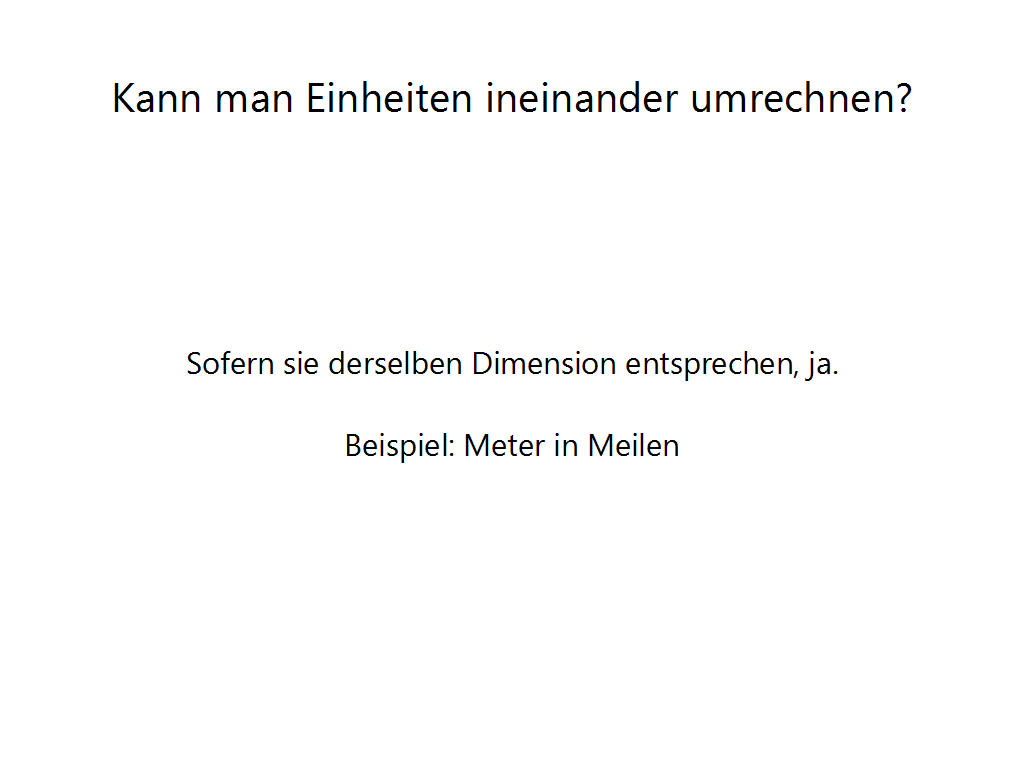 Kann man Einheiten ineinander umrechnen?
Sofern sie derselben Dimension entsprechen, ja.
Beispiel: Meter in Meilen